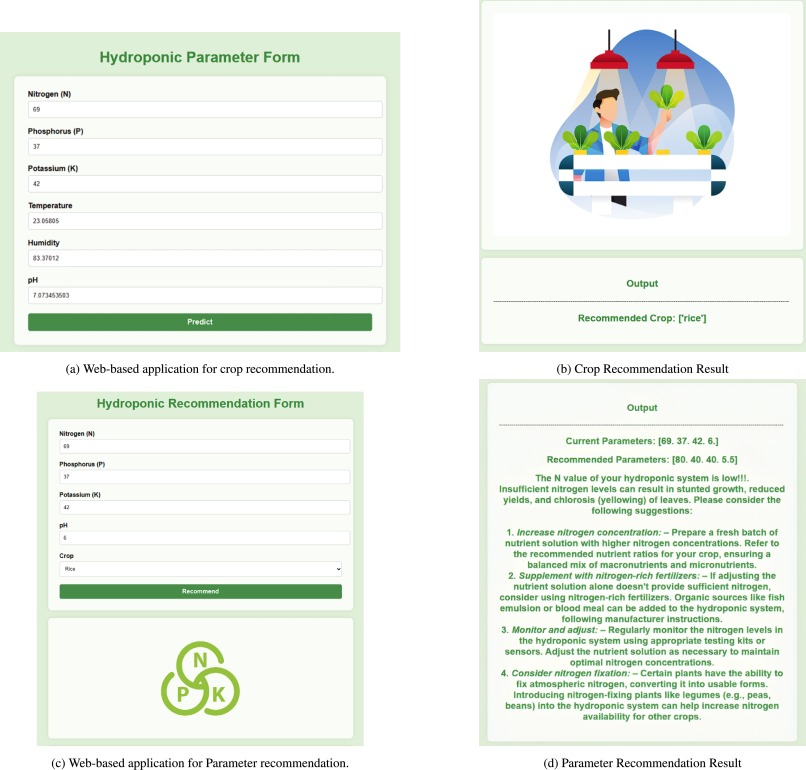 Hydroponic Parameter Form
Nitrogen (N)
69
Phosphorus (P)
37
Potassium (K)
42
Temperature
23.05805
Humidity
83.37012
pH
7.073453503
Predict
(a) Web-based application for crop recommendation.
Output
Recommended Crop: ['rice']
(b) Crop Recommendation Result
Hydroponic Recommendation Form
Nitrogen (N)
69
Phosphorus (P)
37
Potassium (K)
42
pH
6
Crop
Rice
Recommend
N
P K
(c) Web-based application for Parameter recommendation.
Output
Current Parameters: [69. 37. 42. 6.]
Recommended Parameters: [80. 40. 40. 5.5]
The N value of your hydroponic system is low!!!.
Insufficient nitrogen levels can result in stunted growth, reduced
yields, and chlorosis (yellowing) of leaves. Please consider the
following suggestions:
1. Increase nitrogen concentration: – Prepare a fresh batch of
nutrient solution with higher nitrogen concentrations. Refer to
the recommended nutrient ratios for your crop, ensuring a
balanced mix of macronutrients and micronutrients.
2. Supplement with nitrogen-rich fertilizers: – If adjusting the
nutrient solution alone doesn't provide sufficient nitrogen,
consider using nitrogen-rich fertilizers. Organic sources like fish
emulsion or blood meal can be added to the hydroponic system,
following manufacturer instructions.
3. Monitor and adjust: – Regularly monitor the nitrogen levels in
the hydroponic system using appropriate testing kits or
sensors. Adjust the nutrient solution as necessary to maintain
optimal nitrogen concentrations.
4. Consider nitrogen fixation: – Certain plants have the ability to
fix atmospheric nitrogen, converting it into usable forms.
Introducing nitrogen-fixing plants like legumes (e.g., peas,
beans) into the hydroponic system can help increase nitrogen
availability for other crops.
(d) Parameter Recommendation Result